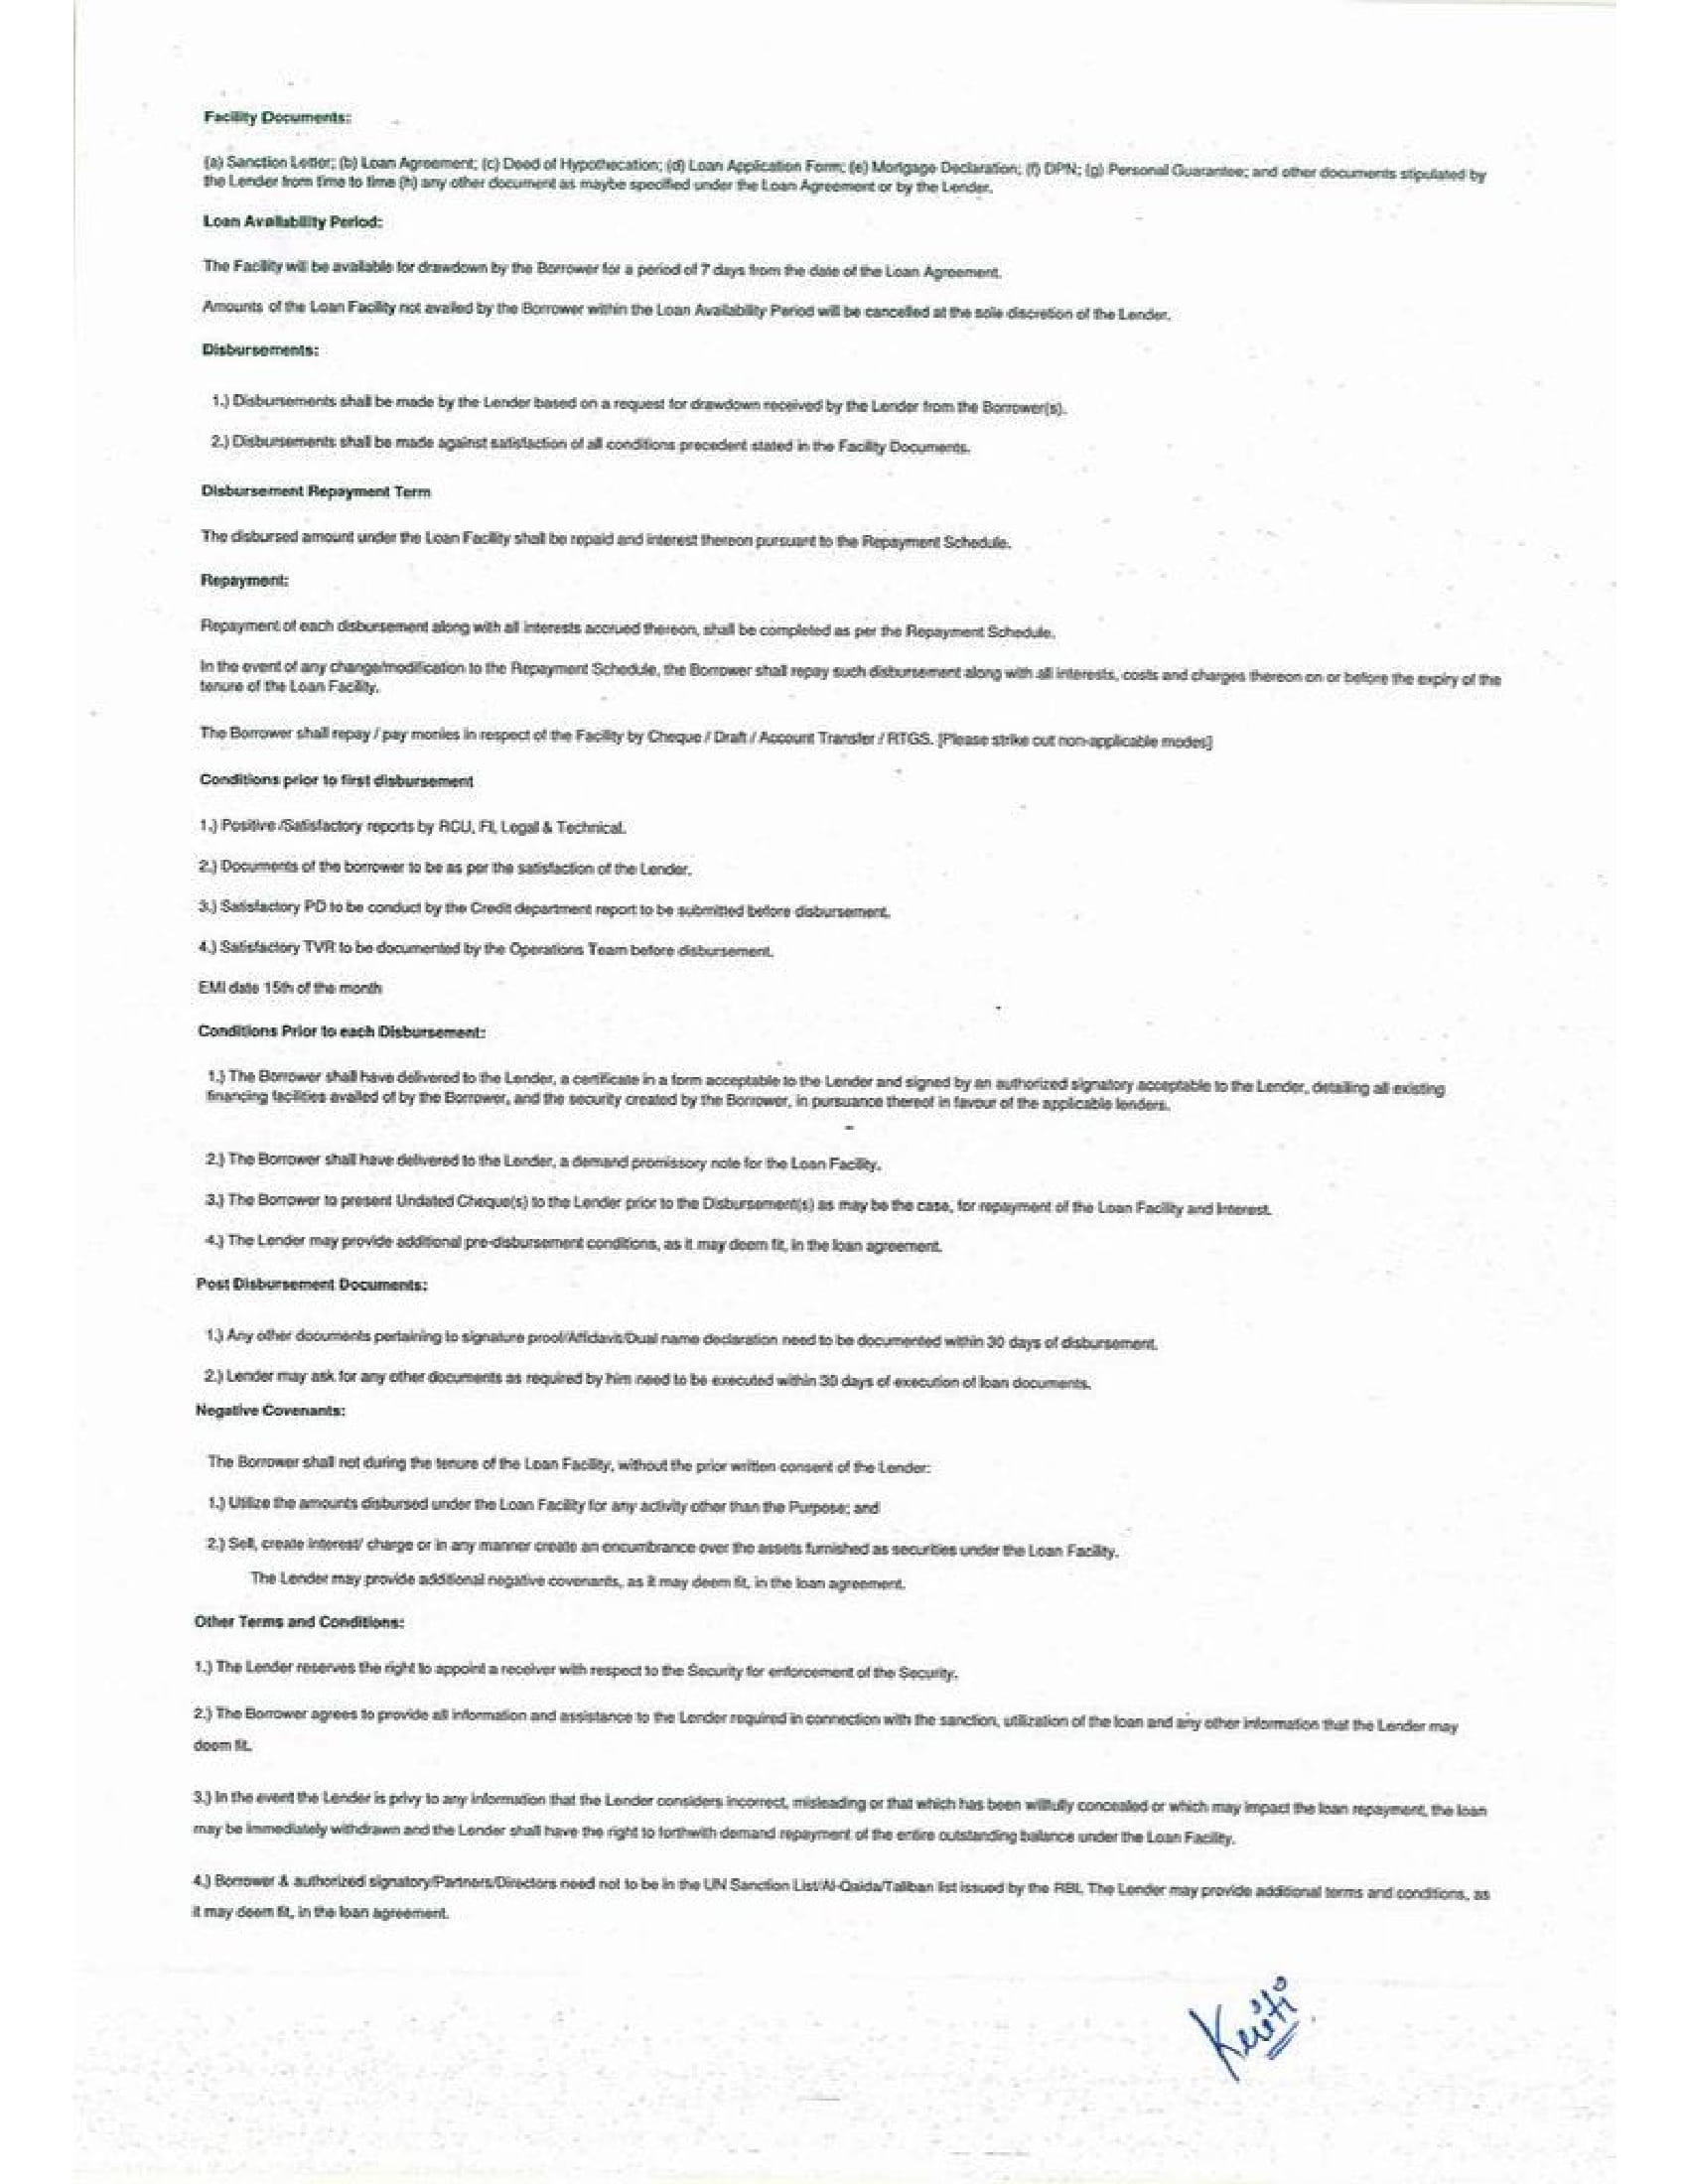 Facility Documents:
(a) Sanction Letter; (b) Loan Agreement; (c) Deed of Hypothecation; (d) Loan Application Form; (e) Mortgage Declaration; (f) DPN; (g) Personal Guarantee; and other documents stipulated by
the Lender from time to time (h) any other document as maybe specified under the Loan Agreement or by the Lender.
Loan Availability Period:
The Facility will be available for drawdown by the Borrower for a period of 7 days from the date of the Loan Agreement.
Amounts of the Loan Facility not availed by the Borrower within the Loan Availability Period will be cancelled at the sole discretion of the Lender.
Disbursements:
1.) Disbursements shall be made by the Lender based on a request for drawdown received by the Lender from the Borrower(s).
2.) Disbursements shall be made against satisfaction of all conditions precedent stated in the Facility Documents.
Disbursement Repayment Term
The disbursed amount under the Loan Facility shall be repaid and interest thereon pursuant to the Repayment Schedule.
Repayment:
Repayment of each disbursement along with all interests accrued thereon, shall be completed as per the Repayment Schedule.
In the event of any change/modification to the Repayment Schedule, the Borrower shall repay such disbursement along with all interests, costs and charges thereon on or before the expiry of the
tenure of the Loan Facility.
The Borrower shall repay / pay monies in respect of the Facility by Cheque / Draft / Account Transfer / RTGS. [Please strike out non-applicable modes]
Conditions prior to first disbursement
1.) Positive /Satisfactory reports by RCU, FI, Legal & Technical.
2.) Documents of the borrower to be as per the satisfaction of the Lender.
3.) Satisfactory PD to be conduct by the Credit department report to be submitted before disbursement.
4.) Satisfactory TVR to be documented by the Operations Team before disbursement.
EMI date 15th of the month
Conditions Prior to each Disbursement:
1.) The Borrower shall have delivered to the Lender, a certificate in a form acceptable to the Lender and signed by an authorized signatory acceptable to the Lender, detailing all existing
financing facilities availed of by the Borrower, and the security created by the Borrower, in pursuance thereof in favour of the applicable lenders.
2.) The Borrower shall have delivered to the Lender, a demand promissory note for the Loan Facility.
3.) The Borrower to present Undated Cheque(s) to the Lender prior to the Disbursement(s) as may be the case, for repayment of the Loan Facility and Interest.
4.) The Lender may provide additional pre-disbursement conditions, as it may deem fit, in the loan agreement.
Post Disbursement Documents:
1.) Any other documents pertaining to signature proof/Affidavit/Dual name declaration need to be documented within 30 days of disbursement.
2.) Lender may ask for any other documents as required by him need to be executed within 30 days of execution of loan documents.
Negative Covenants:
The Borrower shall not during the tenure of the Loan Facility, without the prior written consent of the Lender:
1.) Utilize the amounts disbursed under the Loan Facility for any activity other than the Purpose; and
2.) Sell, create interest/ charge or in any manner create an encumbrance over the assets furnished as securities under the Loan Facility.
The Lender may provide additional negative covenants, as it may deem fit, in the loan agreement.
Other Terms and Conditions:
1.) The Lender reserves the right to appoint a receiver with respect to the Security for enforcement of the Security.
2.) The Borrower agrees to provide all information and assistance to the Lender required in connection with the sanction, utilization of the loan and any other information that the Lender may
deem fit.
3.) In the event the Lender is privy to any information that the Lender considers incorrect, misleading or that which has been willfully concealed or which may impact the loan repayment, the loan
may be immediately withdrawn and the Lender shall have the right to forthwith demand repayment of the entire outstanding balance under the Loan Facility.
4.) Borrower & authorized signatory/Partners/Directors need not to be in the UN Sanction List/Al-Qaida/Taliban list issued by the RBI. The Lender may provide additional terms and conditions, as
it may deem fit, in the loan agreement.